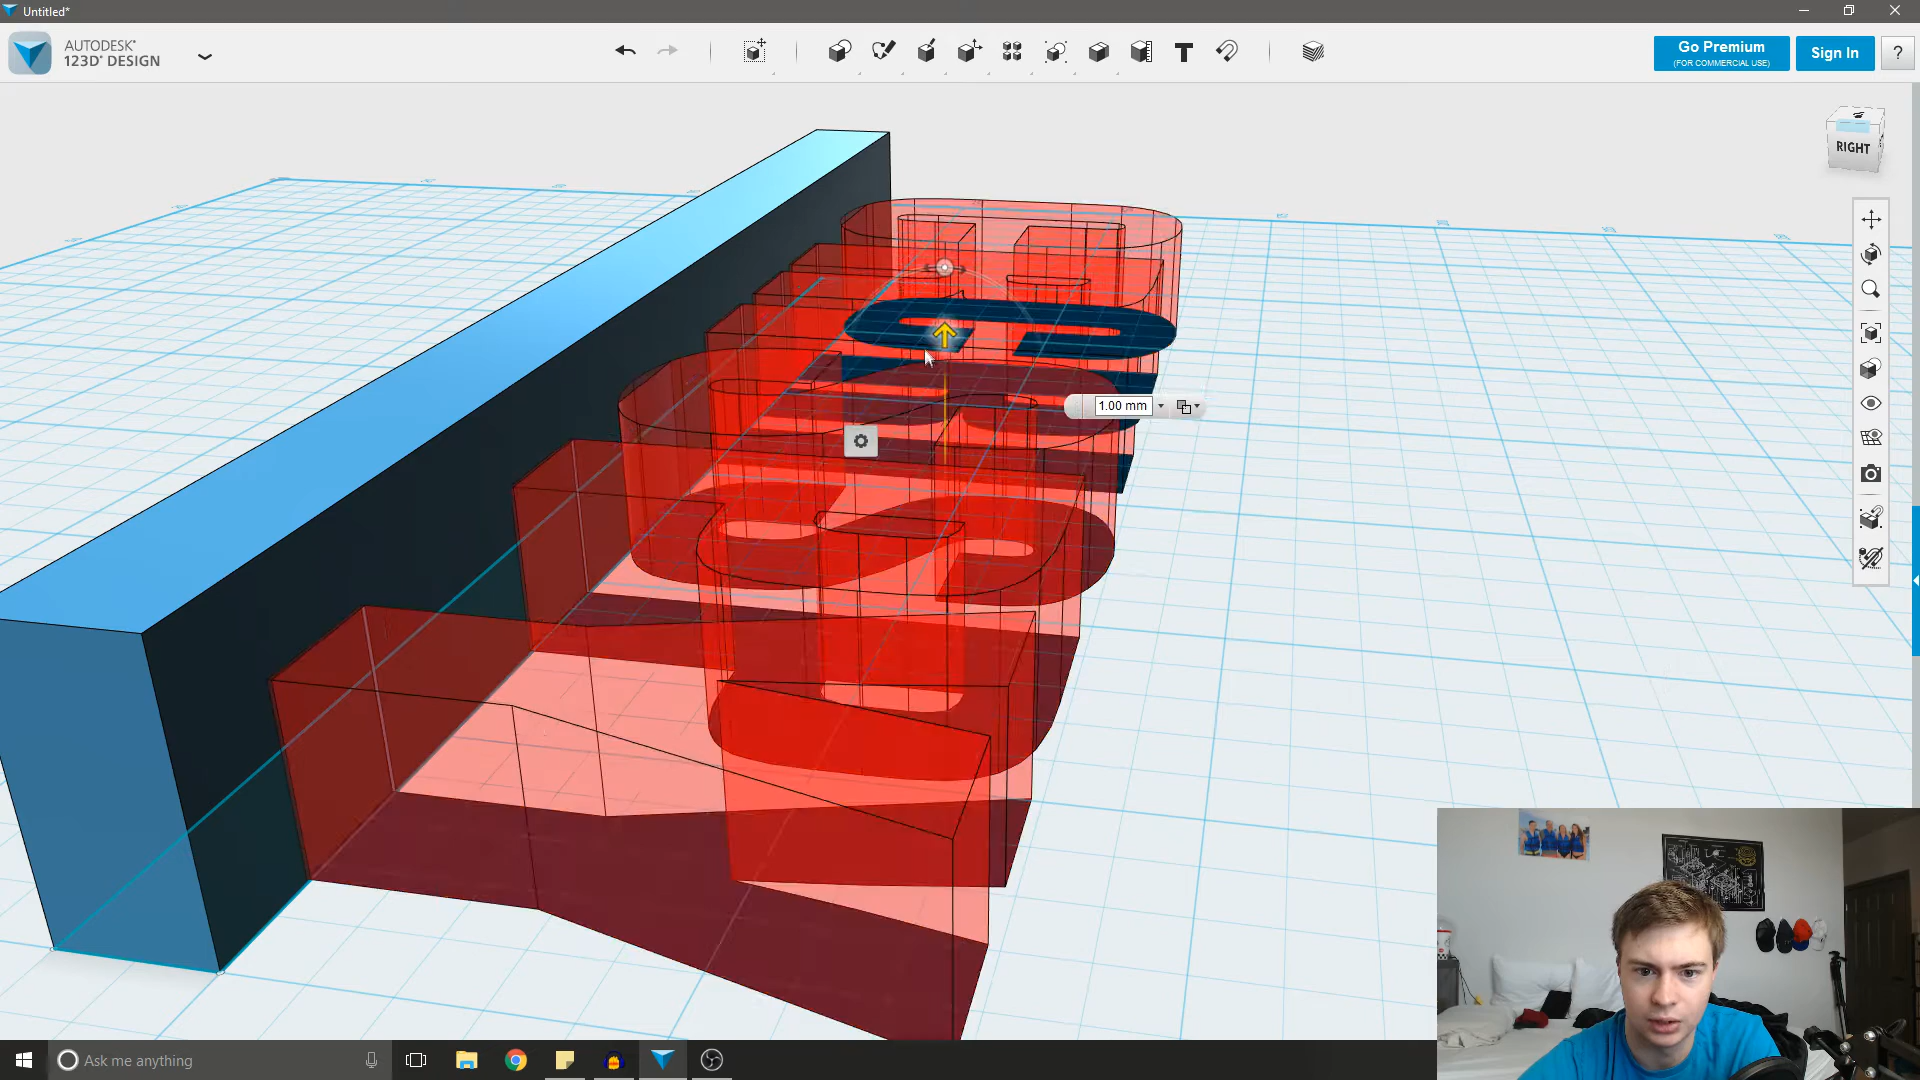 Untitled*
AUTODESK®
123D® DESIGN
Go Premium
(FOR COMMERCIAL USE)
Sign In
?
RIGHT
1.00 mm
Ask me anything